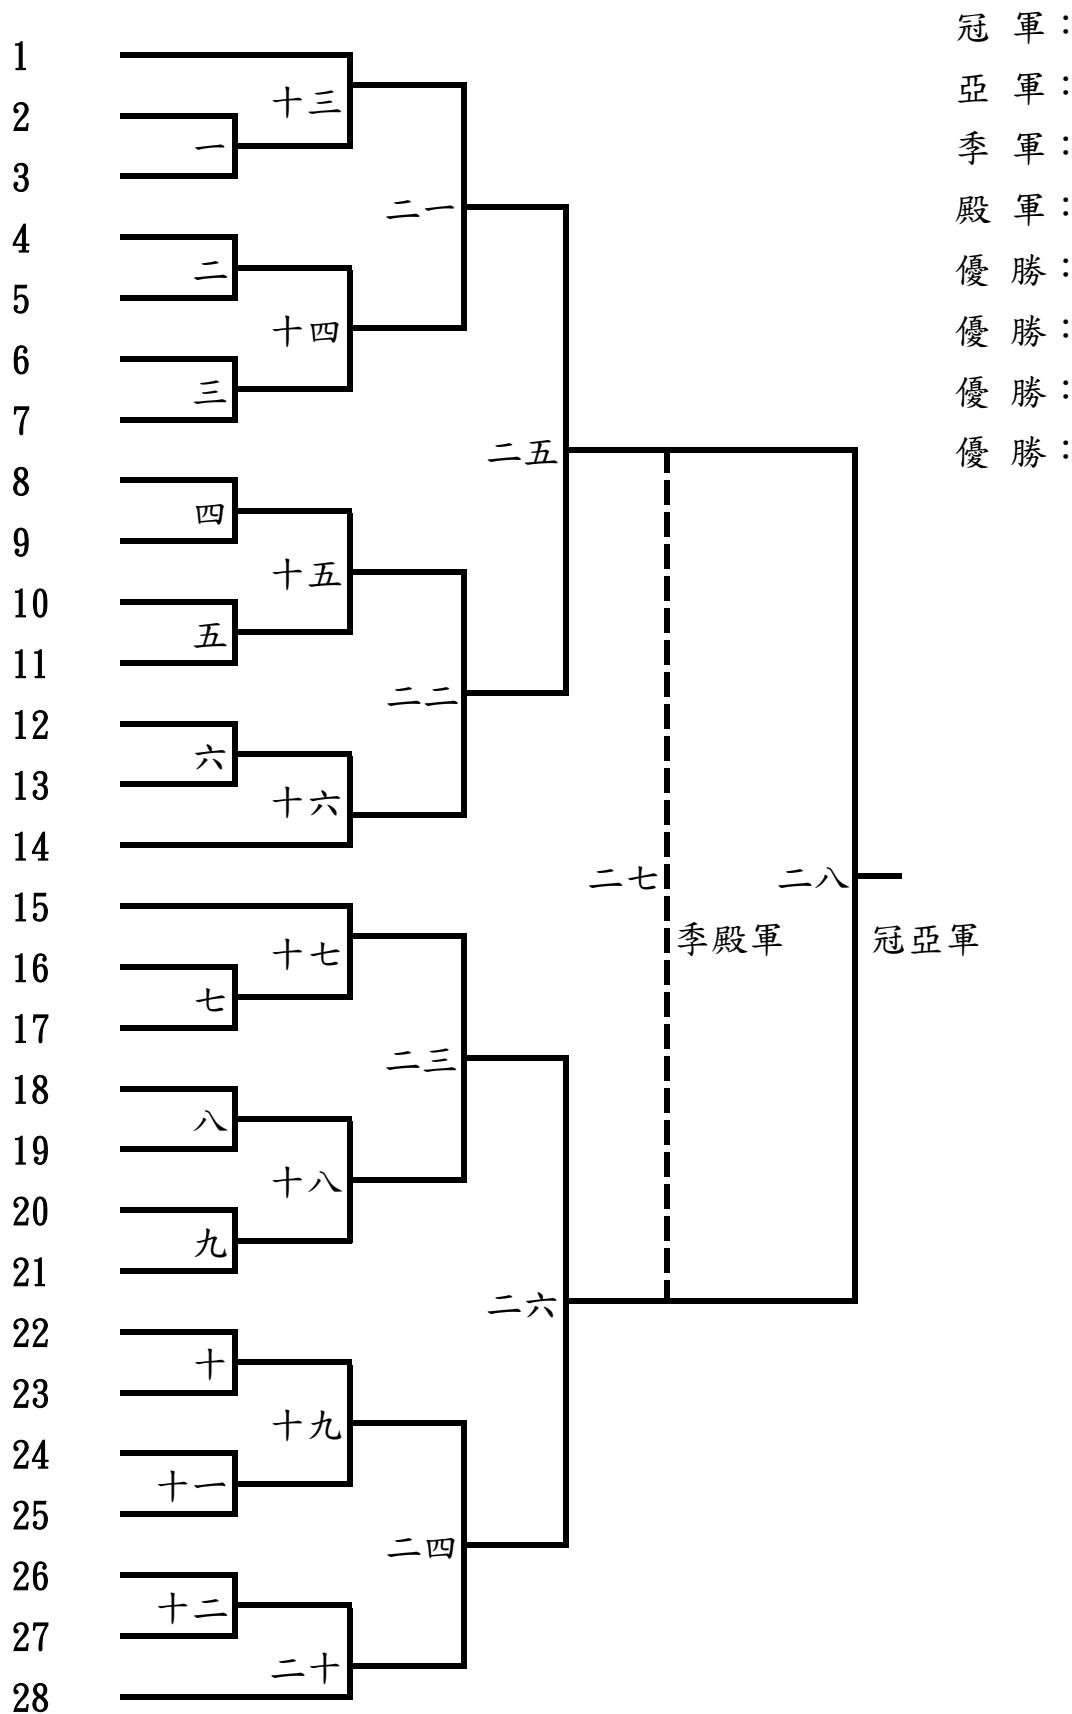 冠 軍:
1
亞 軍:
十三
2
一
季 軍:
3
殿 軍:
二一
4
二
優 勝:
5
十四
優 勝:
6
三
優 勝:
7
二五
優 勝:
8
四
9
十五
10
五
11
二二
12
六
13
十六
14
二七
二八
15
季殿軍
冠亞軍
十七
16
七
17
二三
18
八
19
十八
20
九
21
二六
22
十
23
十九
24
十一
25
二四
26
十二
27
二十
28